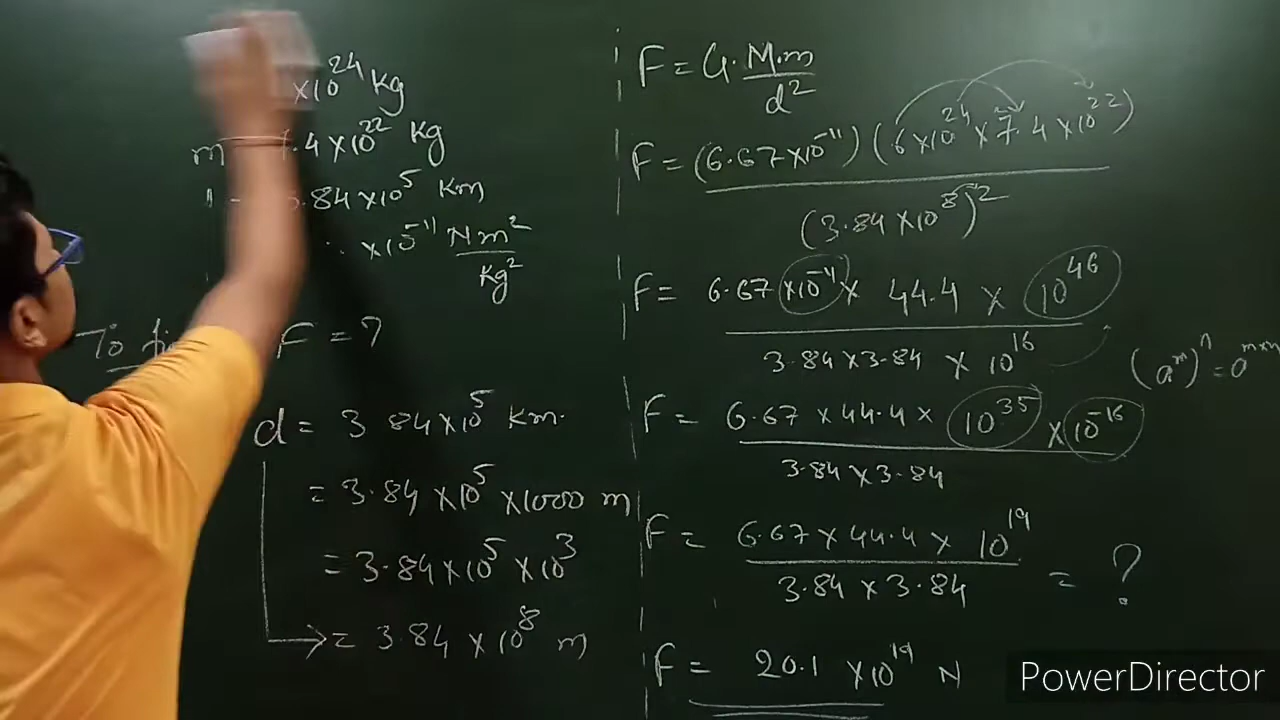 ×10²⁴ Kg
m .4×10²² Kg
.84×10⁵ Km
×10⁻¹¹ Nm²/Kg²
To F = ?
d = 3 84×10⁵ Km.
= 3.84 ×10⁵ ×1000 m
= 3.84×10⁵ ×10³
= 3.84 ×10⁸ m
F = G. M.m/d²
F = (6.67×10⁻¹¹) (6×10²⁴ × 7.4×10²²)
(3.84 ×10⁸)²
F = 6.67 ×10⁻¹¹ × 44.4 × 10⁴⁶
3.84×3.84 × 10¹⁶
(aᵐ)ⁿ = aᵐˣⁿ
F = 6.67 × 44.4 × 10³⁵ × 10⁻¹⁶
3.84 × 3.84
F = 6.67 × 44.4 × 10¹⁹
3.84 × 3.84
= ?
F = 20.1 ×10¹⁹ N
PowerDirector